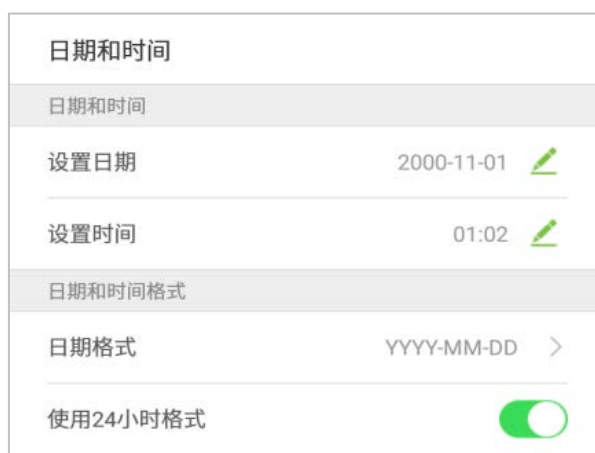 日期和时间
日期和时间
设置日期 2000-11-01
设置时间 01:02
日期和时间格式
日期格式 YYYY-MM-DD
使用24小时格式